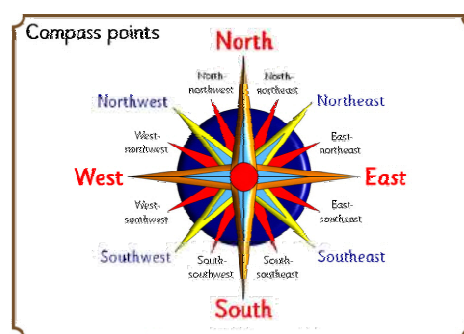 Compass points
North
North-
northwest
North-
northeast
Northwest
Northeast
West-
northwest
East-
northeast
West
East
West-
southwest
East-
southeast
Southwest
Southeast
South-
southwest
South-
southeast
South